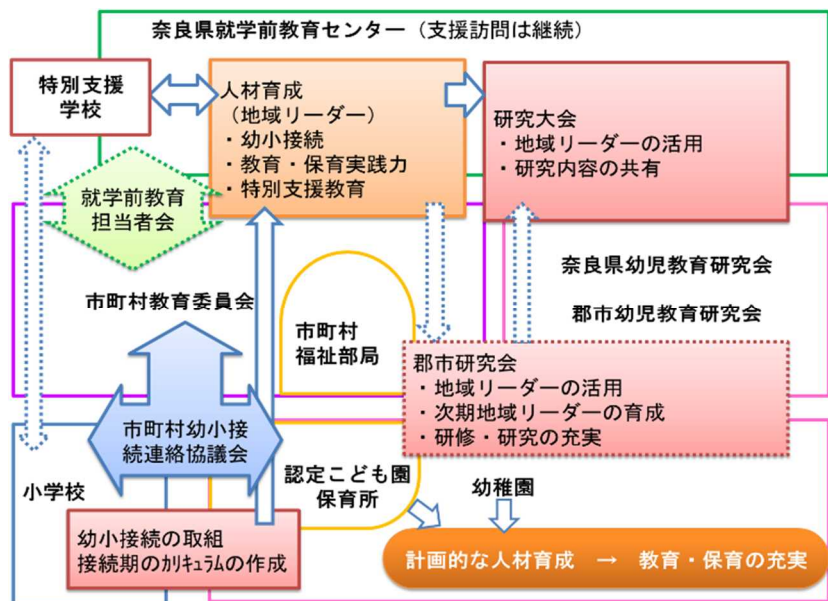 奈良県就学前教育センター（支援訪問は継続）
特別支援
学校
人材育成
（地域リーダー）
・幼小接続
・教育・保育実践力
・特別支援教育
研究大会
・地域リーダーの活用
・研究内容の共有
就学前教育
担当者会
奈良県幼児教育研究会
市町村教育委員会
郡市幼児教育研究会
市町村
福祉部局
郡市研究会
・地域リーダーの活用
・次期地域リーダーの育成
・研修・研究の充実
市町村幼小接
続連絡協議会
小学校
認定こども園
保育所
幼稚園
幼小接続の取組
接続期のｶﾘｷｭﾗﾑの作成
計画的な人材育成　→　教育・保育の充実